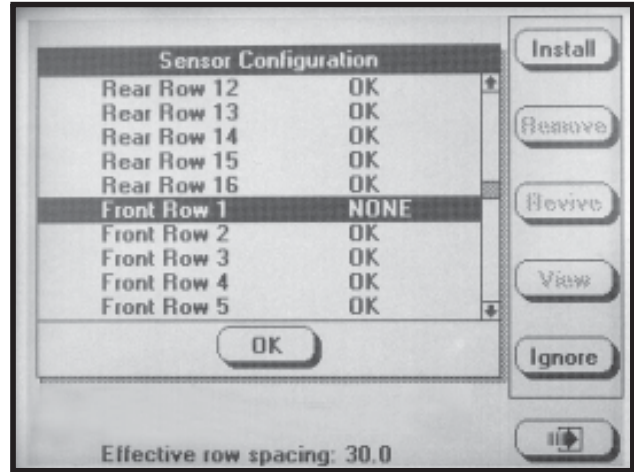 Sensor Configuration
Rear Row 12 OK
Rear Row 13 OK
Rear Row 14 OK
Rear Row 15 OK
Rear Row 16 OK
Front Row 1 NONE
Front Row 2 OK
Front Row 3 OK
Front Row 4 OK
Front Row 5 OK
OK
Effective row spacing: 30.0
Install
Remove
Revive
View
Ignore